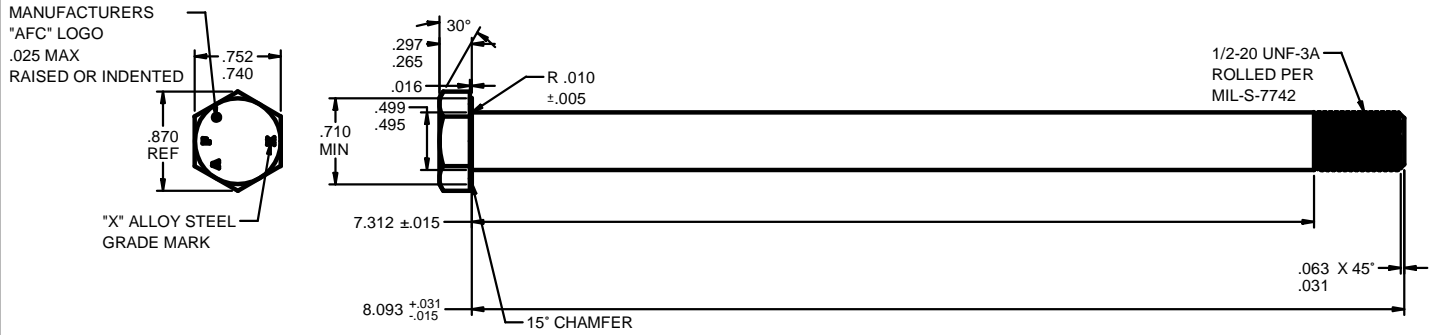 MANUFACTURERS
"AFC" LOGO
.025 MAX
RAISED OR INDENTED
.752
.740
.870
REF
"X" ALLOY STEEL
GRADE MARK
30°
.297
.265
.016
.499
.495
.710
MIN
R .010
±.005
1/2-20 UNF-3A
ROLLED PER
MIL-S-7742
7.312 ±.015
8.093 +.031
-.015
15° CHAMFER
.063 X 45°
.031